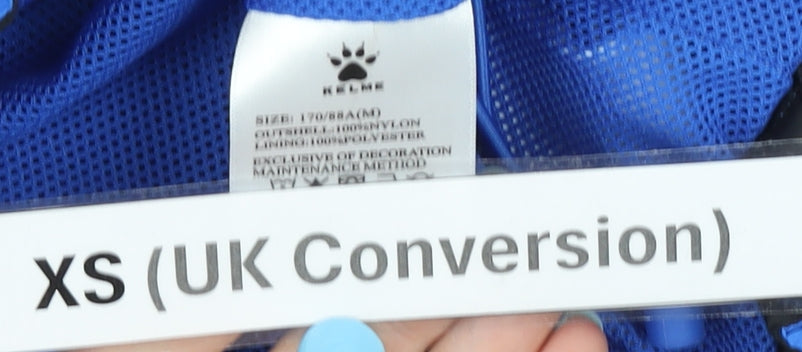 KELME
SIZE: 170/88A(M)
OUTSHELL:100%NYLON
LINING:100%POLYESTER
EXCLUSIVE OF DECORATION
MAINTENANCE METHOD
XS (UK Conversion)